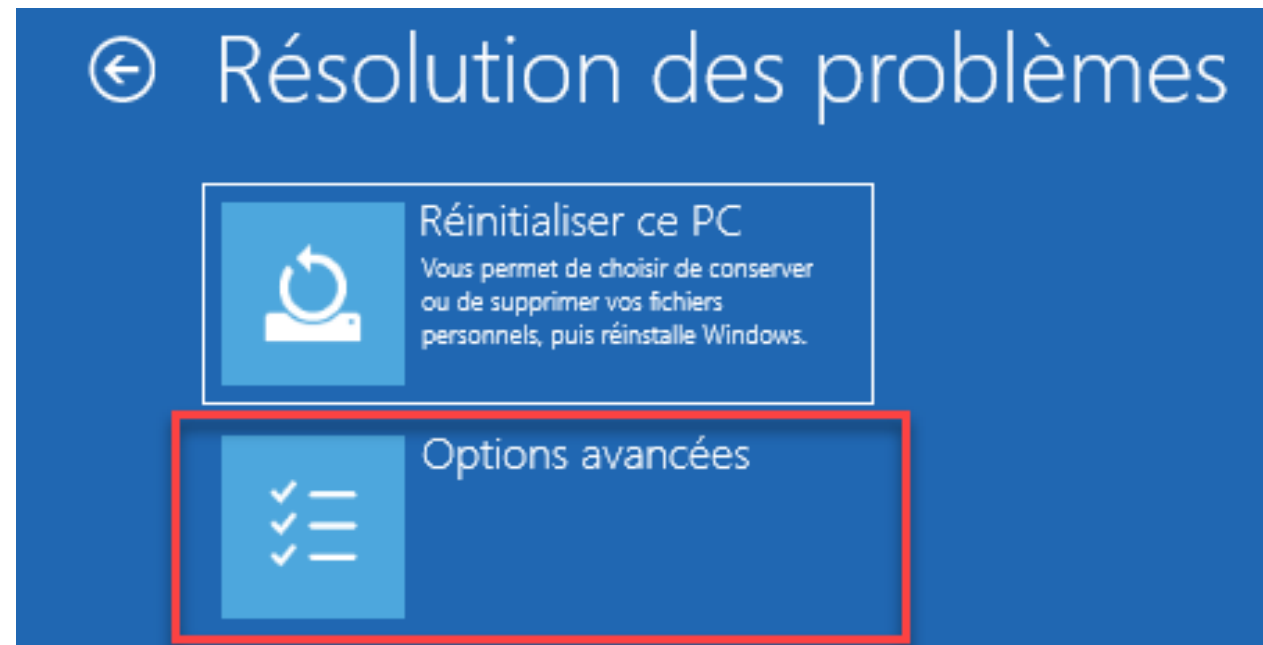 Résolution des problèmes
Réinitialiser ce PC
Vous permet de choisir de conserver
ou de supprimer vos fichiers
personnels, puis réinstalle Windows.
Options avancées